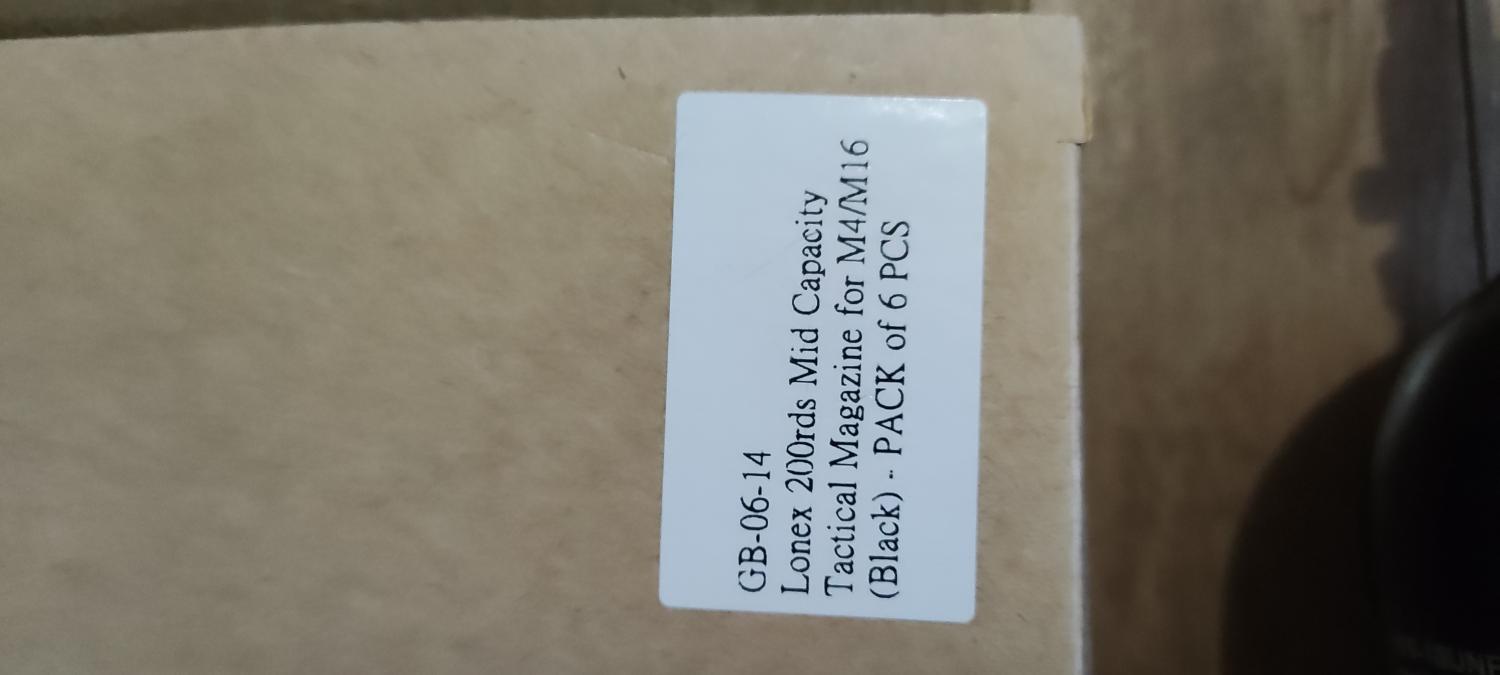 GB-06-14
Lonex 200rds Mid Capacity
Tactical Magazine for M4/M16
(Black) - PACK of 6 PCS